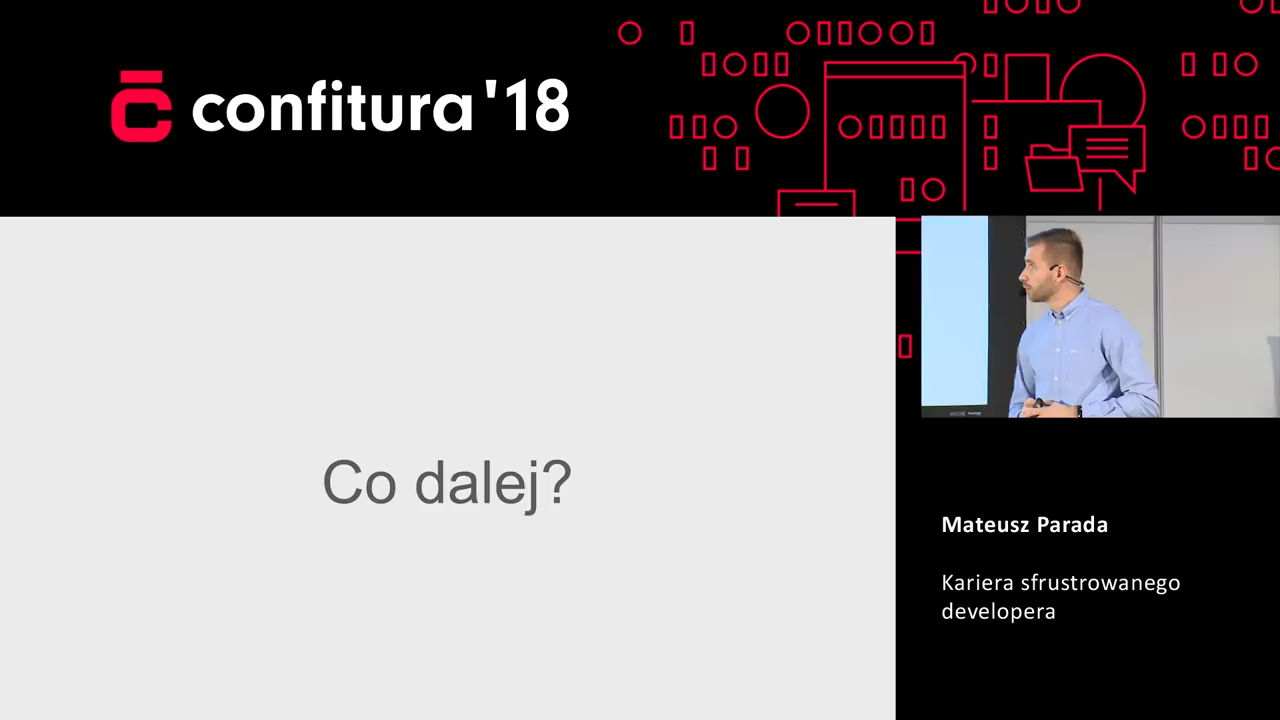 confitura '18
Co dalej?
Mateusz Parada
Kariera sfrustrowanego
developera